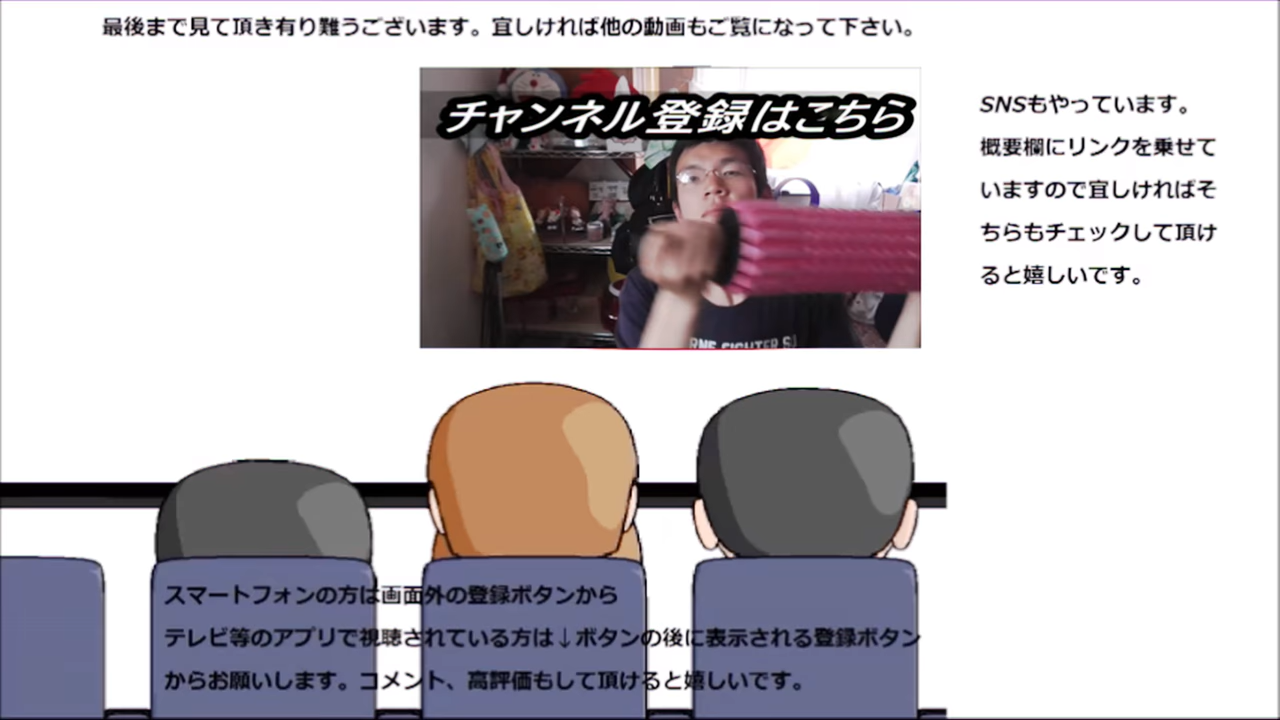 最後まで見て頂き有り難うございます。宜しければ他の動画もご覧になって下さい。
チャンネル登録はこちら
SNSもやっています。
概要欄にリンクを乗せて
いますので宜しければそ
ちらもチェックして頂け
ると嬉しいです。
スマートフォンの方は画面外の登録ボタンから
テレビ等のアプリで視聴されている方は↓ボタンの後に表示される登録ボタン
からお願いします。コメント、高評価もして頂けると嬉しいです。